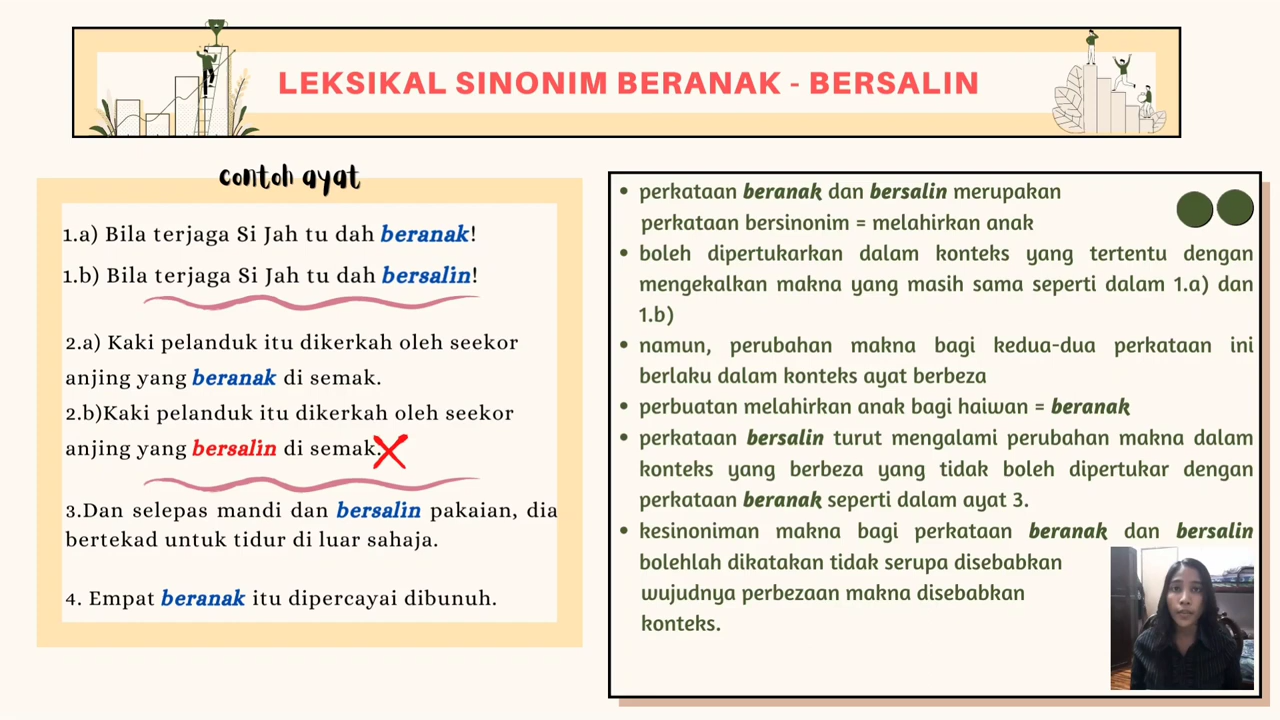 LEKSIKAL SINONIM BERANAK - BERSALIN
contoh ayat
1.a) Bila terjaga Si Jah tu dah beranak!
1.b) Bila terjaga Si Jah tu dah bersalin!
2.a) Kaki pelanduk itu dikerkah oleh seekor
anjing yang beranak di semak.
2.b)Kaki pelanduk itu dikerkah oleh seekor
anjing yang bersalin di semak.
3.Dan selepas mandi dan bersalin pakaian, dia
bertekad untuk tidur di luar sahaja.
4. Empat beranak itu dipercayai dibunuh.
• perkataan beranak dan bersalin merupakan
perkataan bersinonim = melahirkan anak
• boleh dipertukarkan dalam konteks yang tertentu dengan
mengekalkan makna yang masih sama seperti dalam 1.a) dan
1.b)
• namun, perubahan makna bagi kedua-dua perkataan ini
berlaku dalam konteks ayat berbeza
• perbuatan melahirkan anak bagi haiwan = beranak
• perkataan bersalin turut mengalami perubahan makna dalam
konteks yang berbeza yang tidak boleh dipertukar dengan
perkataan beranak seperti dalam ayat 3.
• kesinoniman makna bagi perkataan beranak dan bersalin
bolehlah dikatakan tidak serupa disebabkan
wujudnya perbezaan makna disebabkan
konteks.